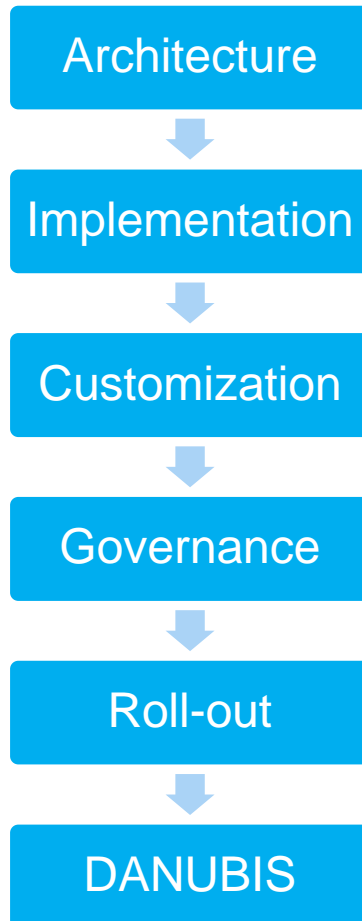 Architecture
Implementation
Customization
Governance
Roll-out
DANUBIS